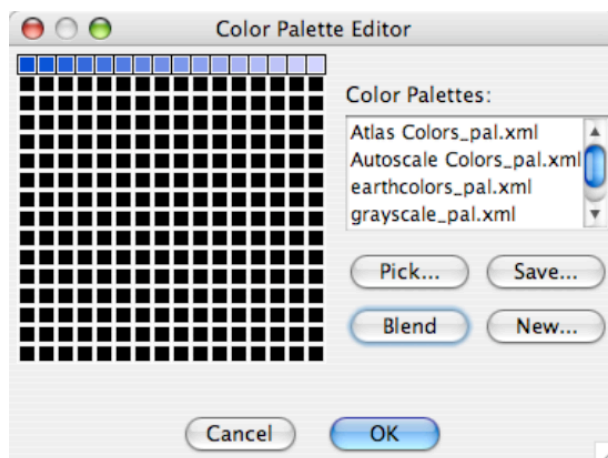 Color Palette Editor
Color Palettes:
Atlas Colors_pal.xml
Autoscale Colors_pal.xml
earthcolors_pal.xml
grayscale_pal.xml
Pick... Save...
Blend New...
Cancel OK